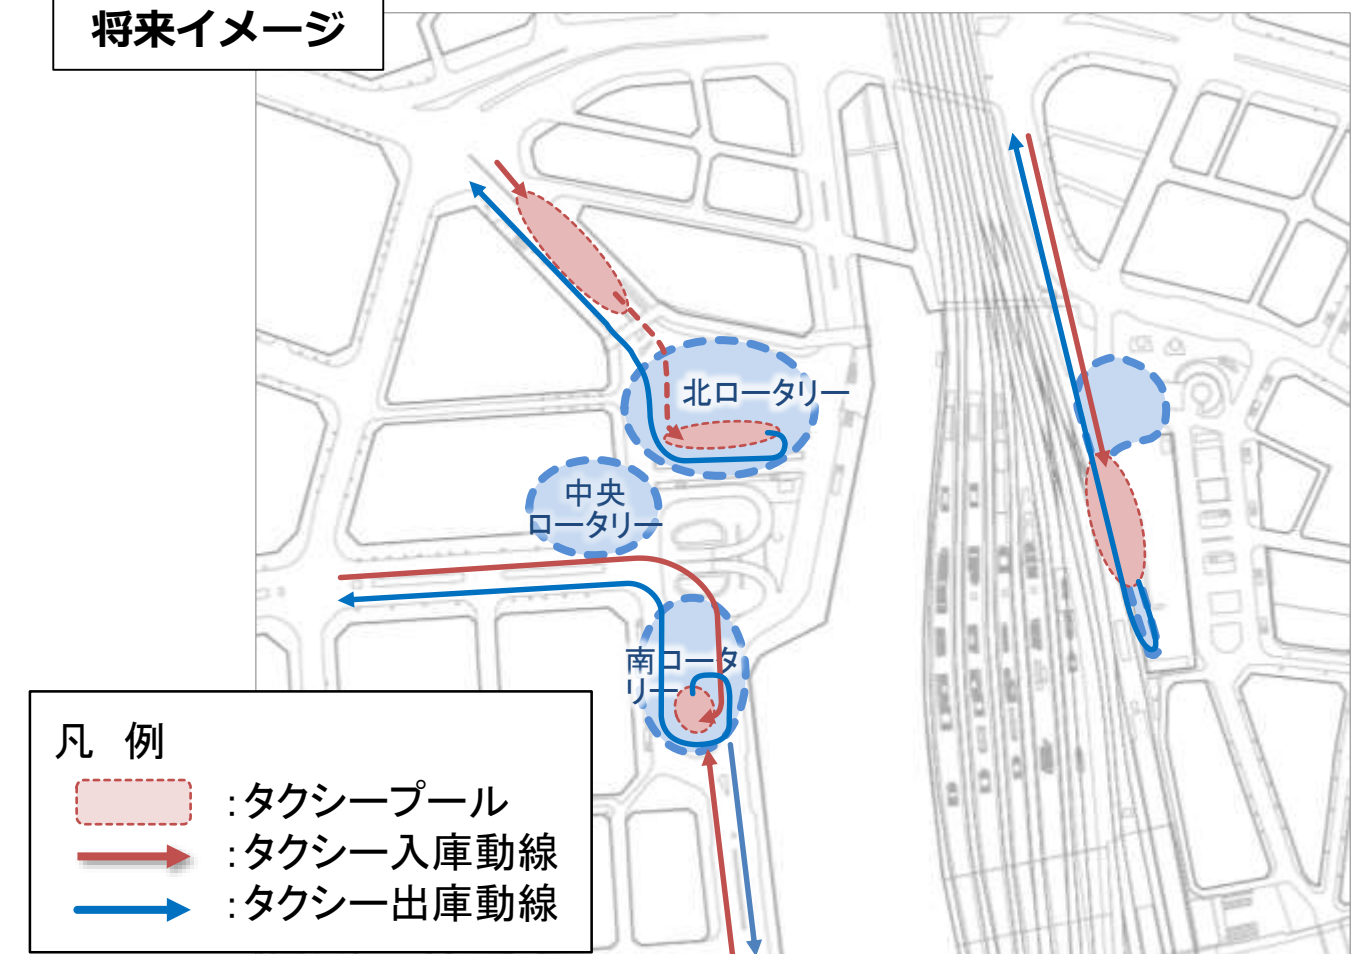 将来イメージ
北ロータリー
中央
ロータリー
南ロータ
リー
凡 例
：タクシープール
：タクシー入庫動線
：タクシー出庫動線